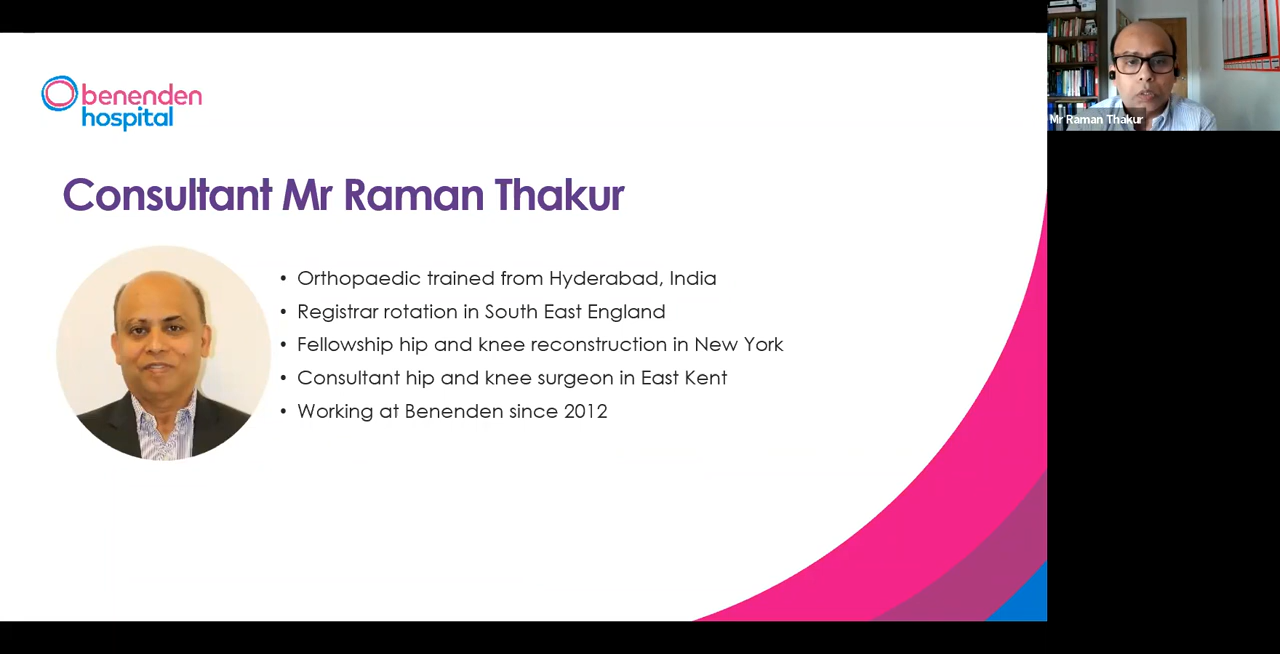 benenden
hospital
Mr Raman Thakur
Consultant Mr Raman Thakur
• Orthopaedic trained from Hyderabad, India
• Registrar rotation in South East England
• Fellowship hip and knee reconstruction in New York
• Consultant hip and knee surgeon in East Kent
• Working at Benenden since 2012